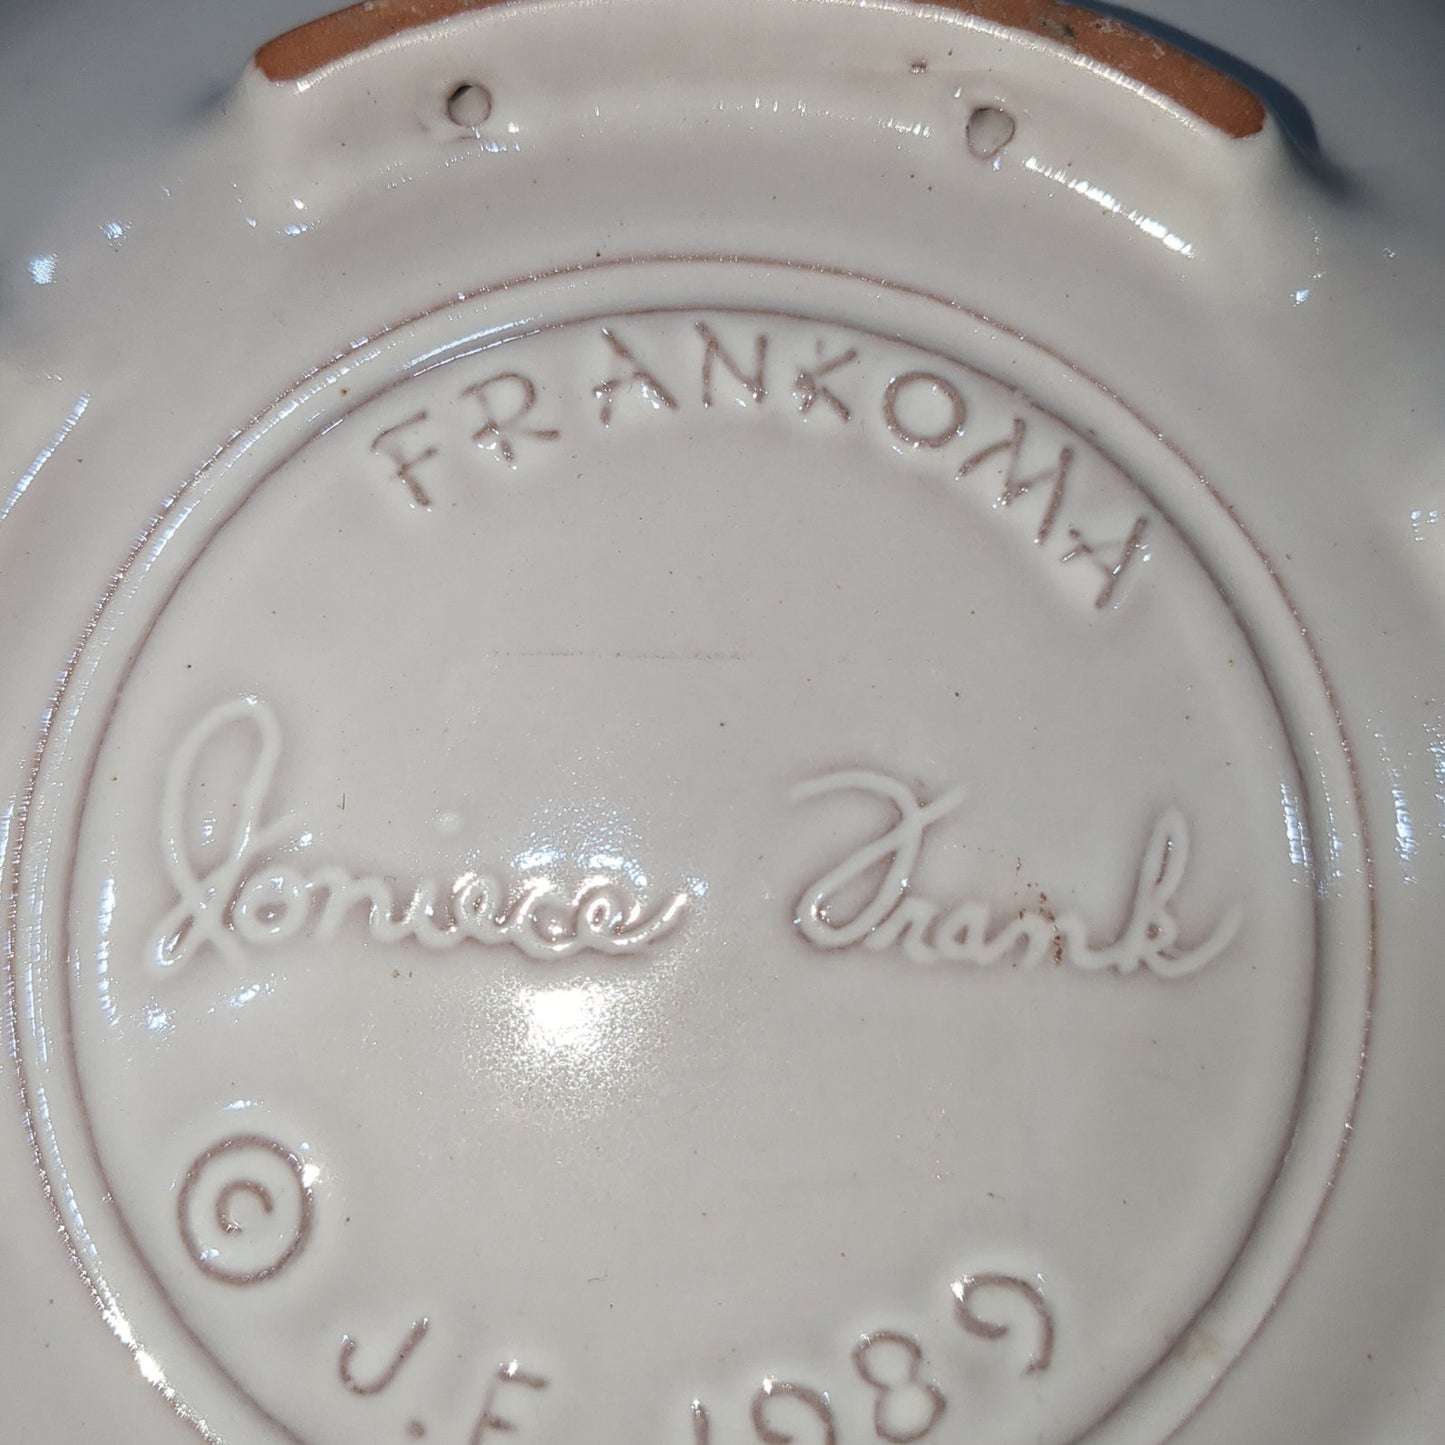 FRANKOMA
Joniece Frank
© J.F. 1989